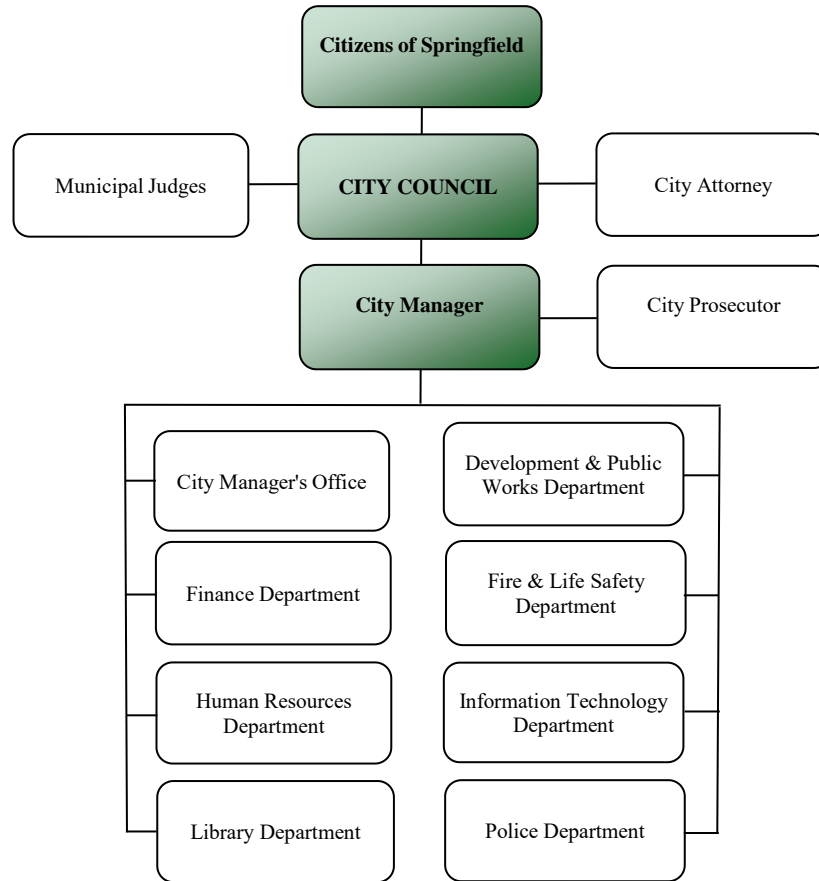 Citizens of Springfield
Municipal Judges
CITY COUNCIL
City Attorney
City Manager
City Prosecutor
City Manager's Office
Development & Public
Works Department
Finance Department
Fire & Life Safety
Department
Human Resources
Department
Information Technology
Department
Library Department
Police Department